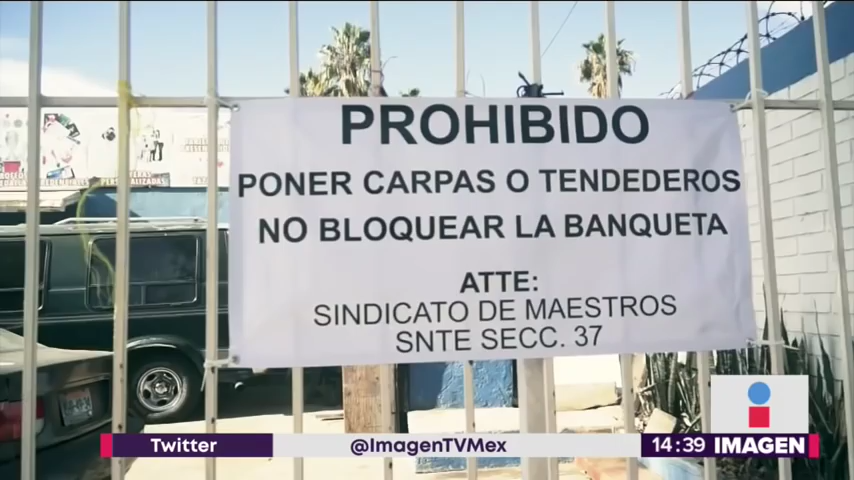 PROHIBIDO
PONER CARPAS O TENDEDEROS
NO BLOQUEAR LA BANQUETA
ATTE:
SINDICATO DE MAESTROS
SNTE SECC. 37
Twitter
@ImagenTVMex
14:39
IMAGEN